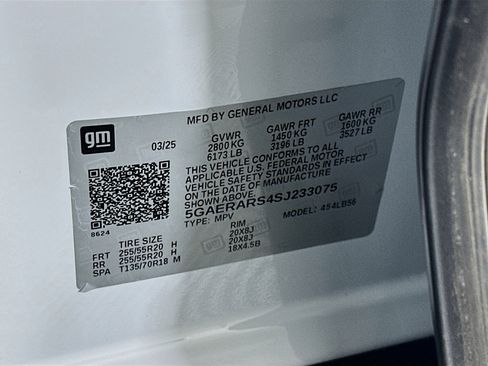 MFD BY GENERAL MOTORS LLC
gm
03/25
GVWR GAWR FRT GAWR RR
2800 KG 1450 KG 1600 KG
6173 LB 3196 LB 3527 LB
THIS VEHICLE CONFORMS TO ALL
APPLICABLE U.S. FEDERAL MOTOR
VEHICLE SAFETY STANDARDS IN EFFECT
ON THE DATE OF MANUFACTURE SHOWN ABOVE.
5GAERARS4SJ233075
TYPE: MPV MODEL: 4S4LB56
8624
TIRE SIZE RIM
FRT 255/55R20 H 20X8J
RR 255/55R20 H 20X8J
SPA T135/70R18 M 18X4.5B